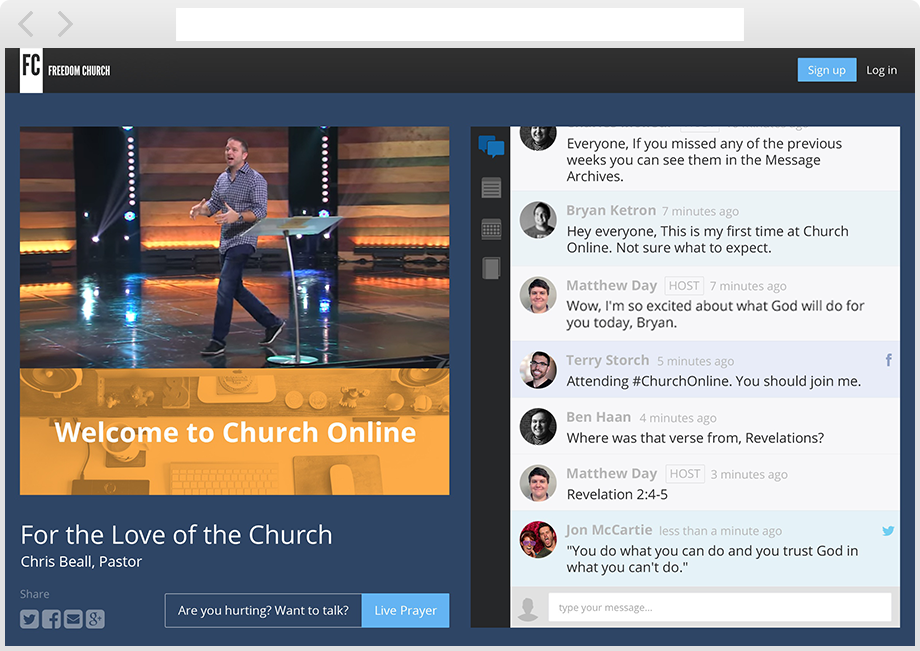 FC FREEDOM CHURCH
Sign up
Log in
Welcome to Church Online
For the Love of the Church
Chris Beall, Pastor
Share
Are you hurting? Want to talk?
Live Prayer
Everyone, If you missed any of the previous
weeks you can see them in the Message
Archives.
Bryan Ketron 7 minutes ago
Hey everyone, This is my first time at Church
Online. Not sure what to expect.
Matthew Day HOST 7 minutes ago
Wow, I'm so excited about what God will do for
you today, Bryan.
Terry Storch 5 minutes ago
Attending #ChurchOnline. You should join me.
Ben Haan 4 minutes ago
Where was that verse from, Revelations?
Matthew Day HOST 3 minutes ago
Revelation 2:4-5
Jon McCartie less than a minute ago
"You do what you can do and you trust God in
what you can't do."
type your message...